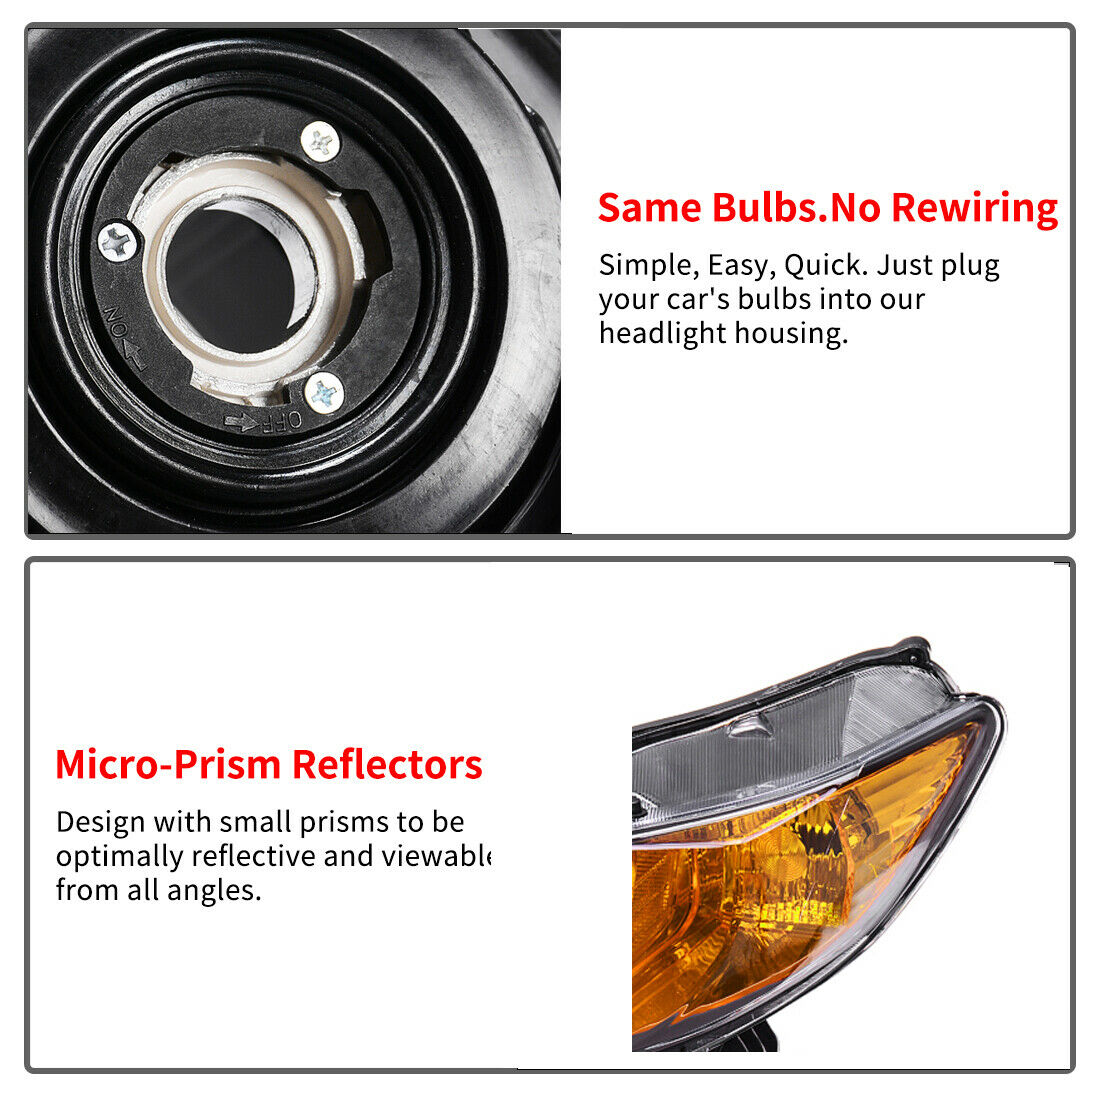 Same Bulbs.No Rewiring
Simple, Easy, Quick. Just plug
your car's bulbs into our
headlight housing.
NO
OFF
Micro-Prism Reflectors
Design with small prisms to be
optimally reflective and viewable
from all angles.